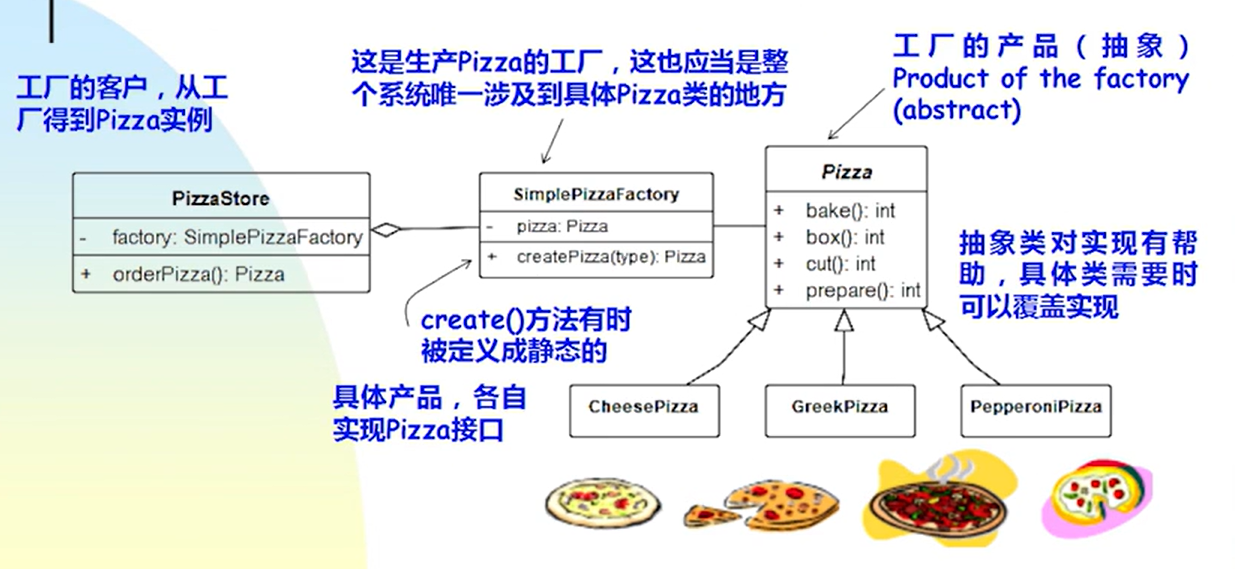 工厂的客户，从工
厂得到Pizza实例
这是生产Pizza的工厂，这也应当是整
个系统唯一涉及到具体Pizza类的地方
工厂的产品（抽象）
Product of the factory
(abstract)
PizzaStore
- factory: SimplePizzaFactory
+ orderPizza(): Pizza
SimplePizzaFactory
- pizza: Pizza
+ createPizza(type): Pizza
Pizza
+ bake(): int
+ box(): int
+ cut(): int
+ prepare(): int
抽象类对实现有帮
助，具体类需要时
可以覆盖实现
create()方法有时
被定义成静态的
具体产品，各自
实现Pizza接口
CheesePizza
GreekPizza
PepperoniPizza